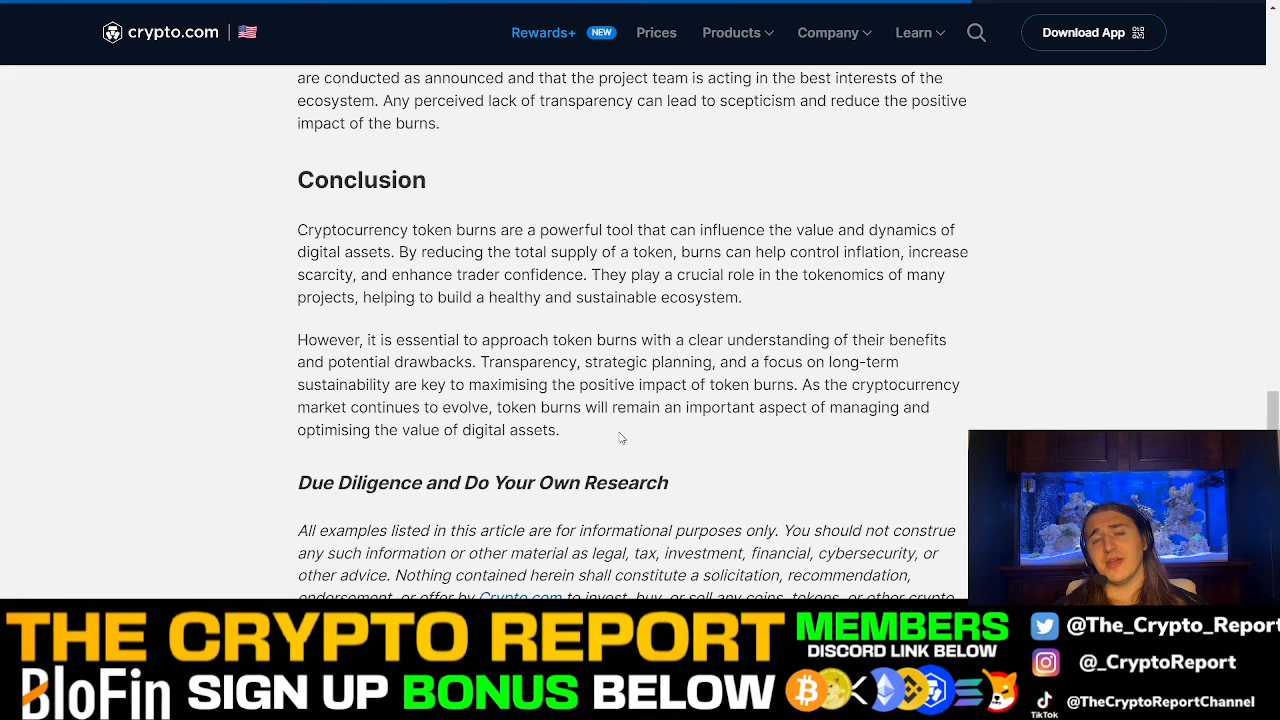 crypto.com
Rewards+ NEW Prices Products Company Learn Download App
are conducted as announced and that the project team is acting in the best interests of the
ecosystem. Any perceived lack of transparency can lead to scepticism and reduce the positive
impact of the burns.
Conclusion
Cryptocurrency token burns are a powerful tool that can influence the value and dynamics of
digital assets. By reducing the total supply of a token, burns can help control inflation, increase
scarcity, and enhance trader confidence. They play a crucial role in the tokenomics of many
projects, helping to build a healthy and sustainable ecosystem.
However, it is essential to approach token burns with a clear understanding of their benefits
and potential drawbacks. Transparency, strategic planning, and a focus on long-term
sustainability are key to maximising the positive impact of token burns. As the cryptocurrency
market continues to evolve, token burns will remain an important aspect of managing and
optimising the value of digital assets.
Due Diligence and Do Your Own Research
All examples listed in this article are for informational purposes only. You should not construe
any such information or other material as legal, tax, investment, financial, cybersecurity, or
other advice. Nothing contained herein shall constitute a solicitation, recommendation,
endorsement, or offer by Crypto.com to invest, buy, or sell any coins, tokens, or other crypto
THE CRYPTO REPORT
MEMBERS
DISCORD LINK BELOW
@The_Crypto_Report
BloFin SIGN UP BONUS BELOW
@_CryptoReport
TikTok
@TheCryptoReportChannel